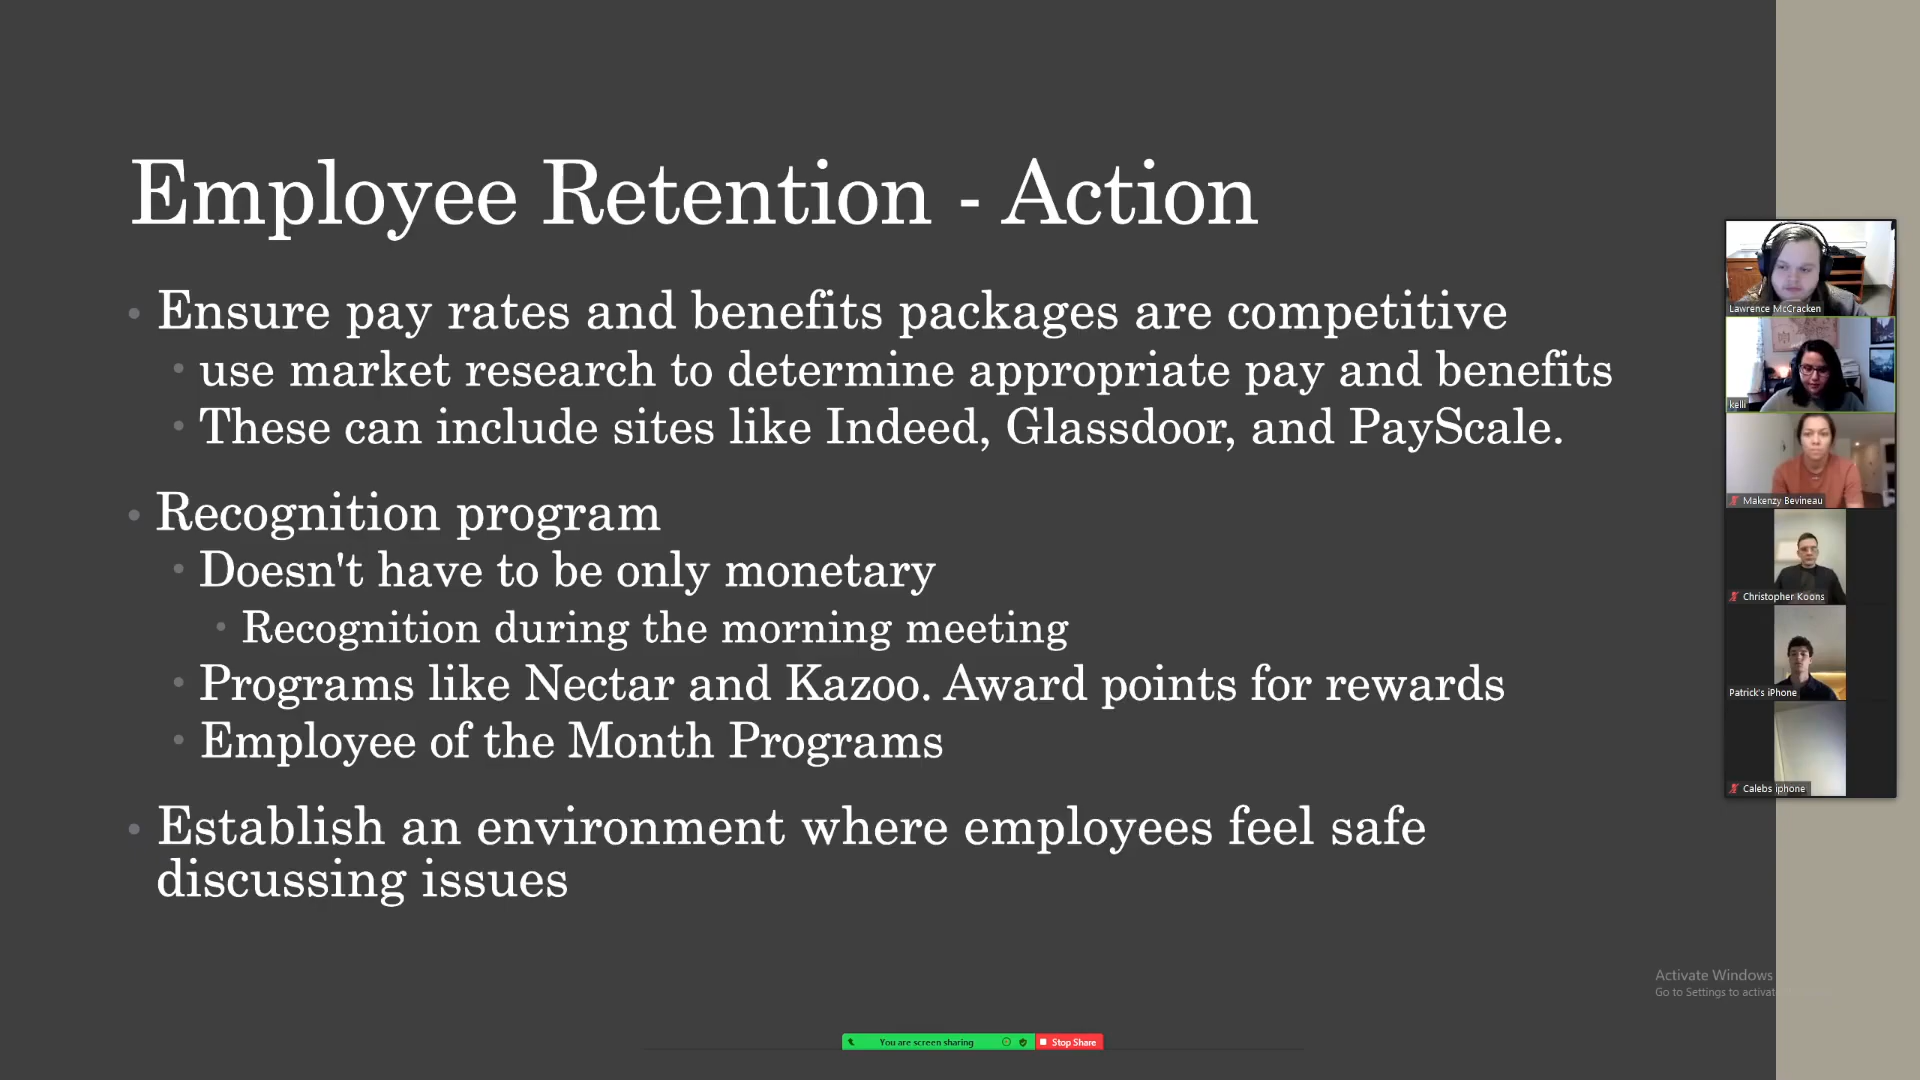 Employee Retention - Action
Ensure pay rates and benefits packages are competitive
use market research to determine appropriate pay and benefits
These can include sites like Indeed, Glassdoor, and PayScale.
Recognition program
Doesn't have to be only monetary
Recognition during the morning meeting
Programs like Nectar and Kazoo. Award points for rewards
Employee of the Month Programs
Establish an environment where employees feel safe
discussing issues
Lawrence McCracken
kelli
Makenzy Bevineau
Christopher Koons
Patrick's iPhone
Calebs iphone
Activate Windows
Go to Settings to activate
You are screen sharing
Stop Share